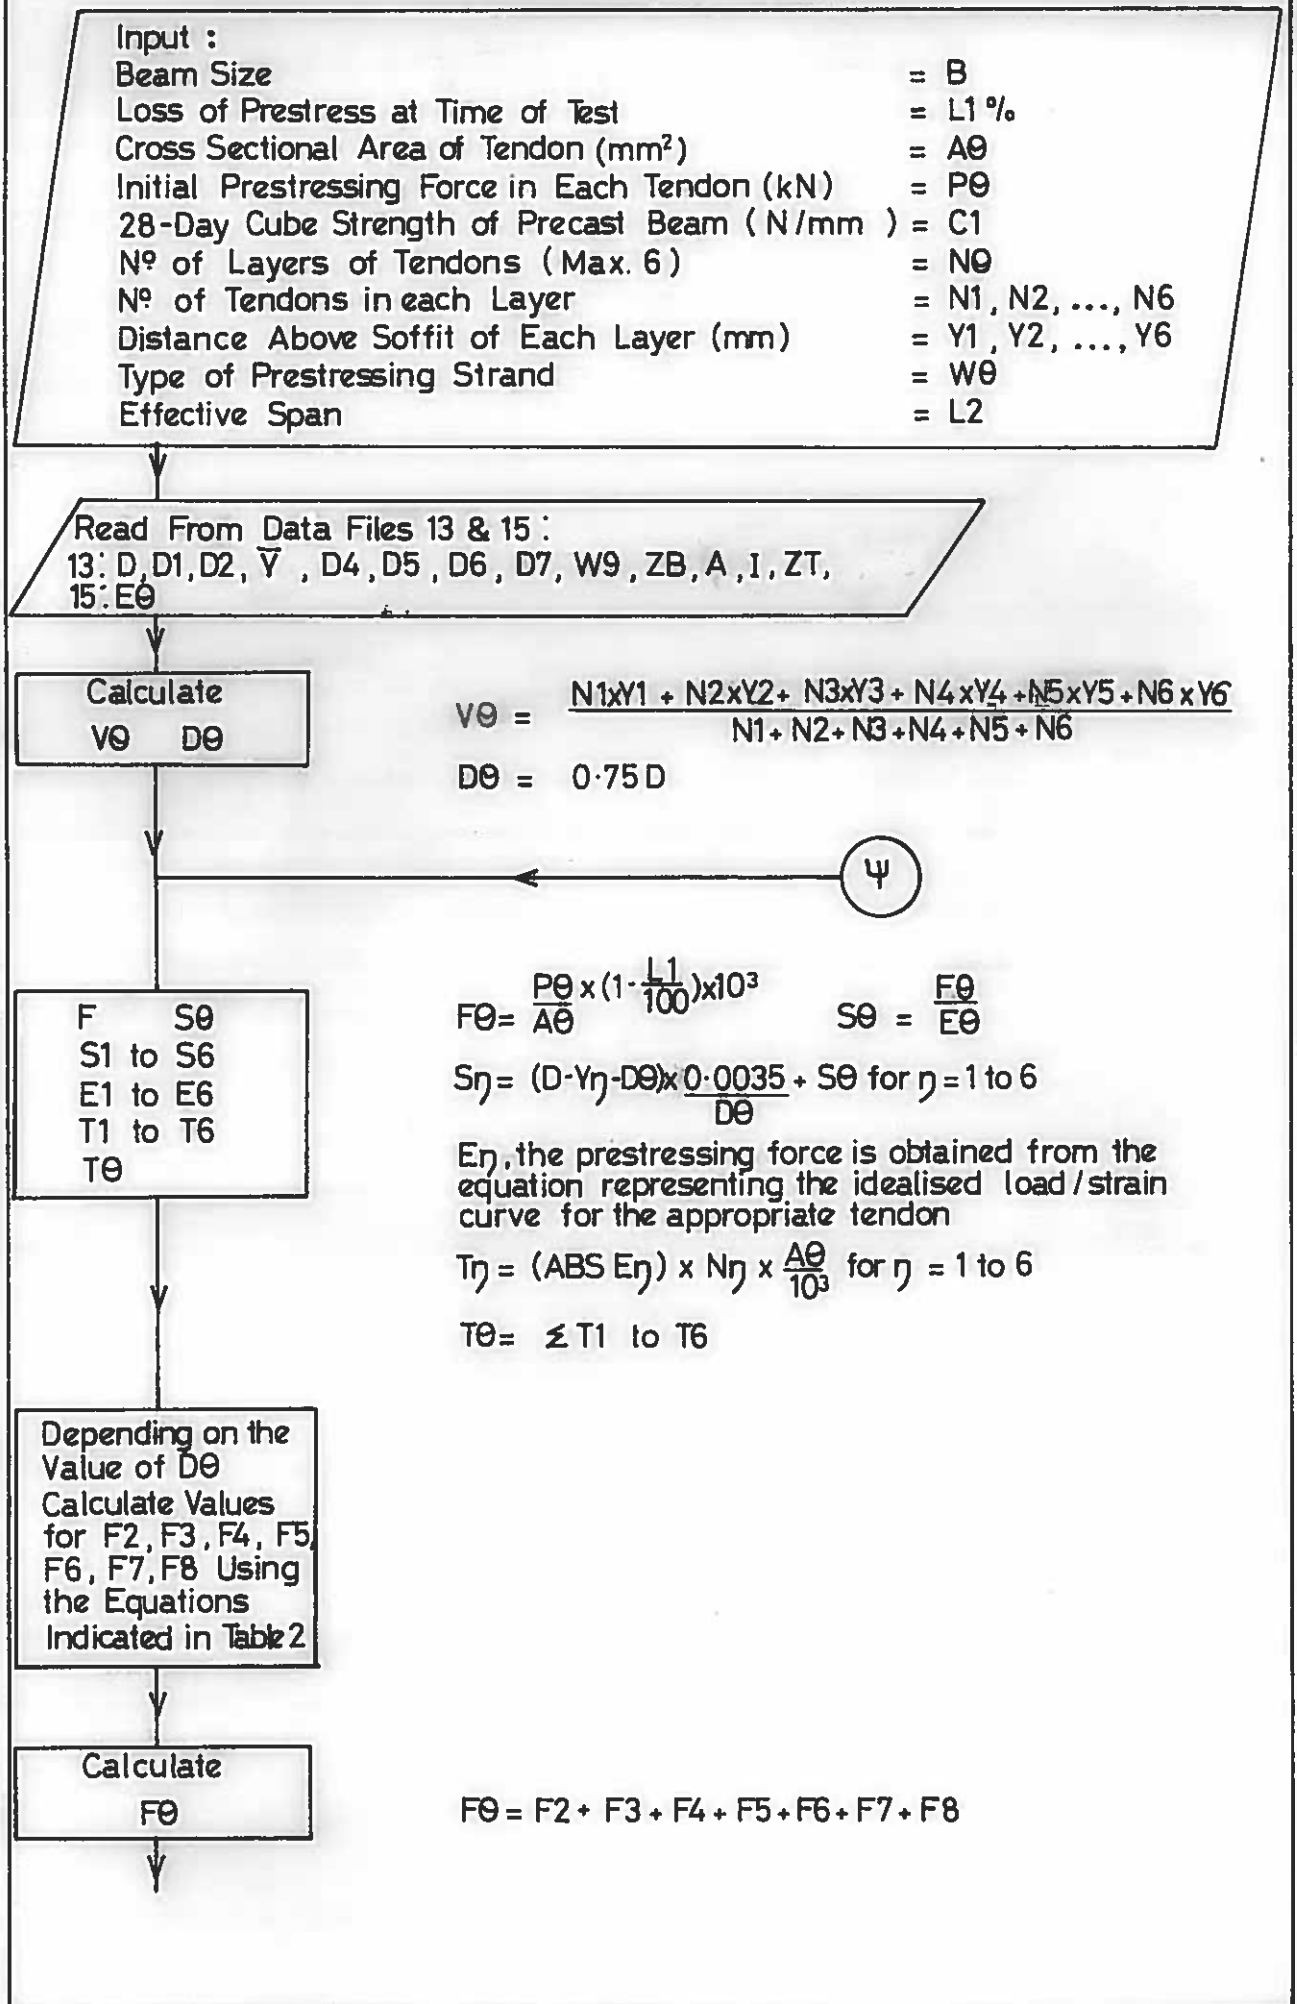 Input :
Beam Size = B
Loss of Prestress at Time of Test = L1 %
Cross Sectional Area of Tendon (mm²) = Aθ
Initial Prestressing Force in Each Tendon (kN) = Pθ
28-Day Cube Strength of Precast Beam ( N/mm ) = C1
Nº of Layers of Tendons ( Max. 6 ) = Nθ
Nº of Tendons in each Layer = N1, N2, ..., N6
Distance Above Soffit of Each Layer (mm) = Y1, Y2, ..., Y6
Type of Prestressing Strand = Wθ
Effective Span = L2
Read From Data Files 13 & 15 :
13: D, D1, D2, Y̅ , D4, D5, D6, D7, W9, ZB, A, I, ZT,
15: Eθ
Calculate
Vθ Dθ
Vθ = (N1xY1 + N2xY2 + N3xY3 + N4xY4 + N5xY5 + N6xY6) / (N1 + N2 + N3 + N4 + N5 + N6)
Dθ = 0·75 D
Ψ
F Sθ
S1 to S6
E1 to E6
T1 to T6
Tθ
Fθ = Pθ/Aθ x (1 - L1/100) x 10³ Sθ = Fθ/Eθ
Sη = (D-Yη-Dθ) x 0·0035/Dθ + Sθ for η = 1 to 6
Eη, the prestressing force is obtained from the
equation representing the idealised load / strain
curve for the appropriate tendon
Tη = (ABS Eη) x Nη x Aθ/10³ for η = 1 to 6
Tθ = Σ T1 to T6
Depending on the
Value of Dθ
Calculate Values
for F2, F3, F4, F5,
F6, F7, F8 Using
the Equations
Indicated in Table 2
Calculate
Fθ
Fθ = F2 + F3 + F4 + F5 + F6 + F7 + F8